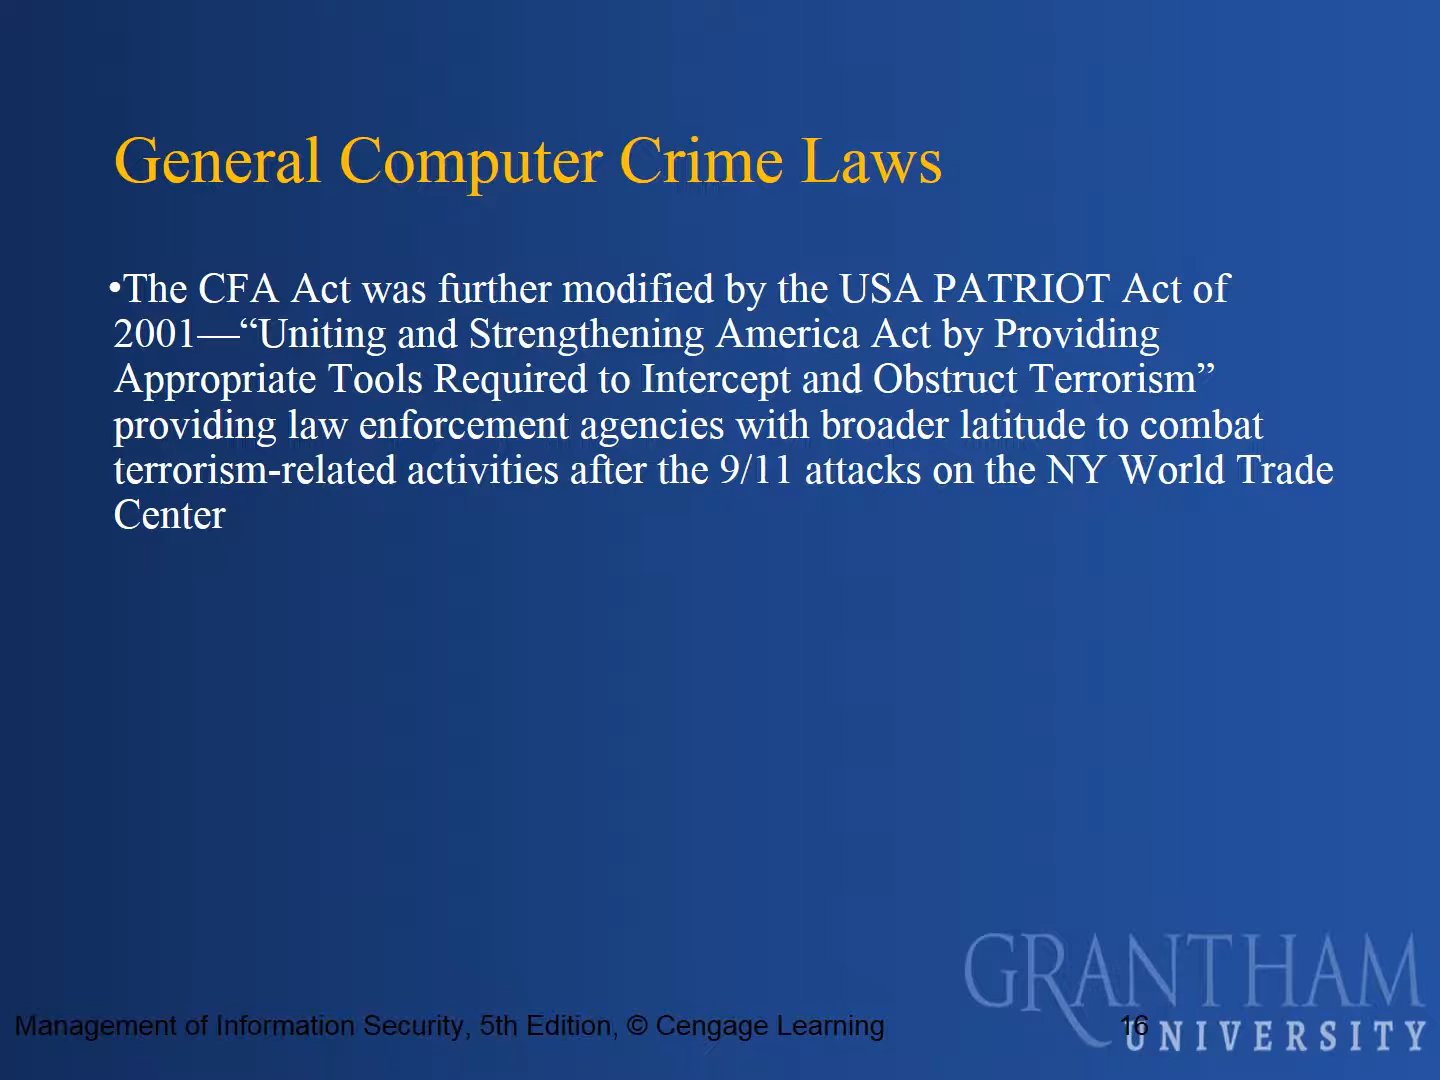 General Computer Crime Laws
•The CFA Act was further modified by the USA PATRIOT Act of
2001—“Uniting and Strengthening America Act by Providing
Appropriate Tools Required to Intercept and Obstruct Terrorism”
providing law enforcement agencies with broader latitude to combat
terrorism-related activities after the 9/11 attacks on the NY World Trade
Center
GRANTHAM
UNIVERSITY
Management of Information Security, 5th Edition, © Cengage Learning
16